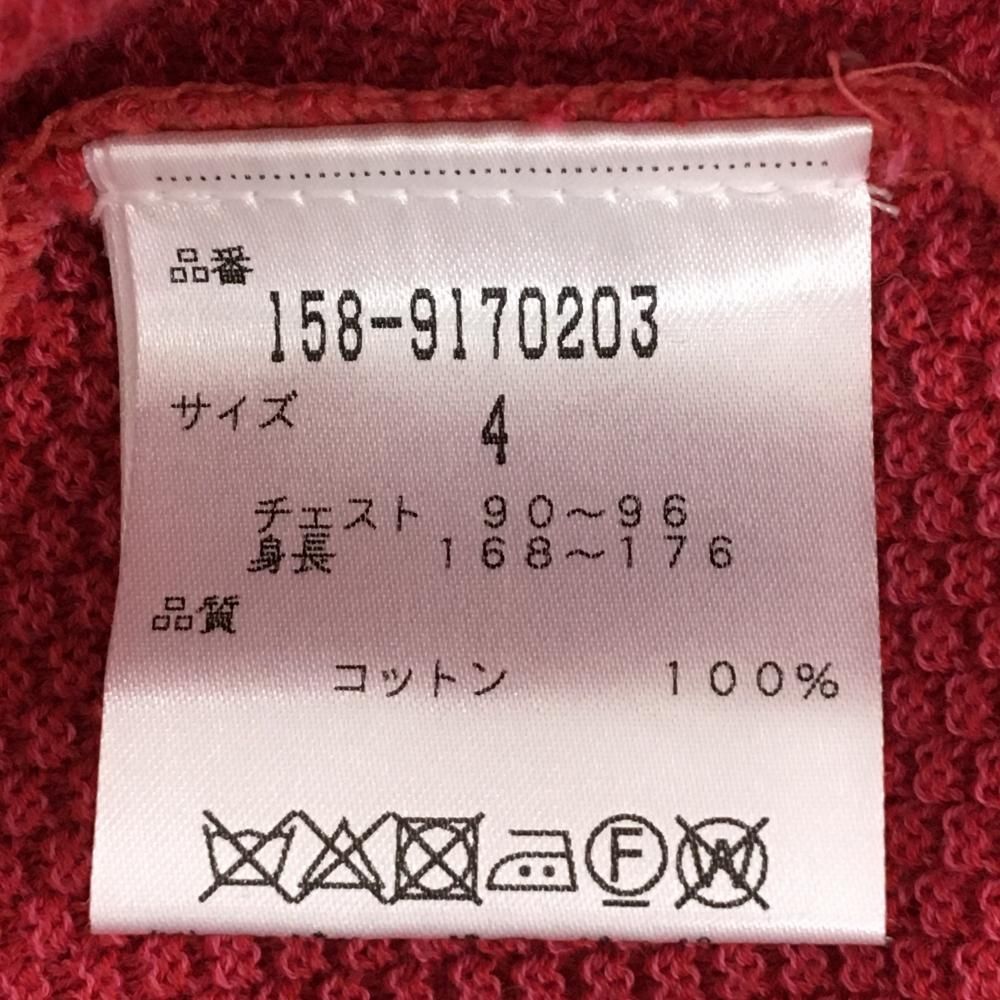 品番
158-9170203
サイズ 4
チェスト 90～96
身長 168～176
品質
コットン 100%
F W